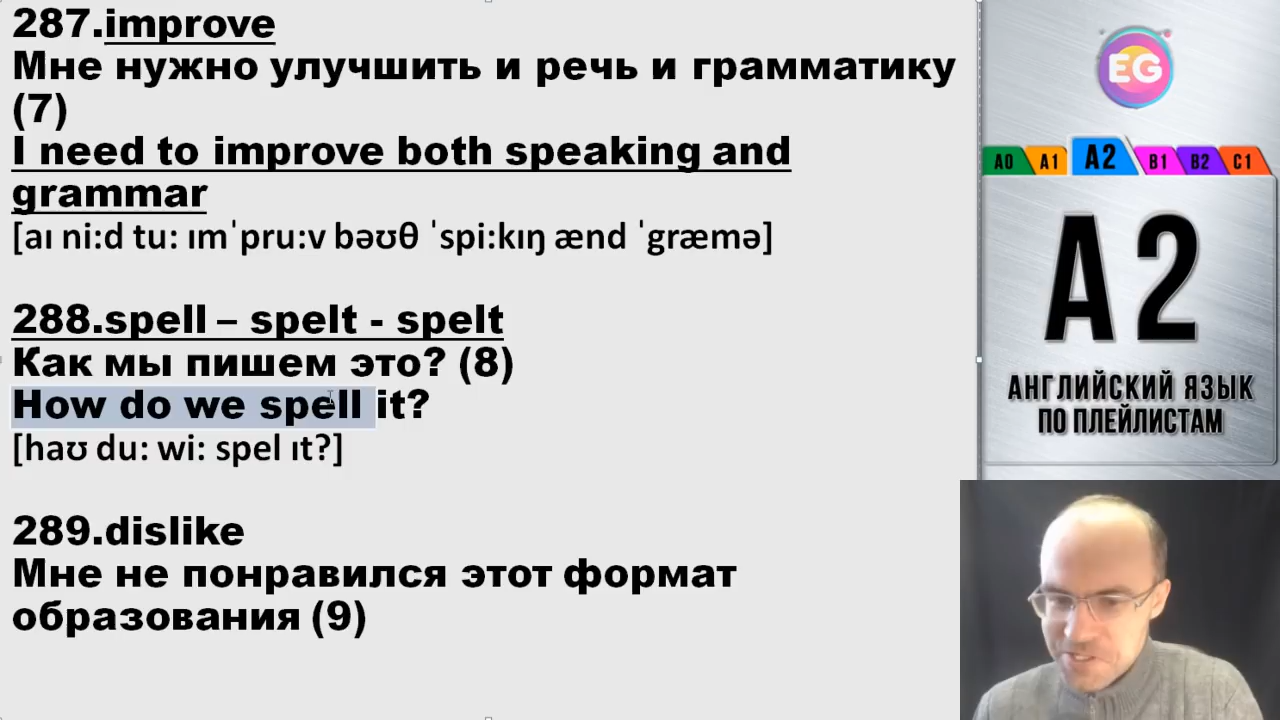 287.improve
Мне нужно улучшить и речь и грамматику
(7)
I need to improve both speaking and
grammar
[aɪ ni:d tu: ɪmˈpru:v bəʊθ ˈspi:kɪŋ ænd ˈgræmə]
288.spell – spelt - spelt
Как мы пишем это? (8)
How do we spell it?
[haʊ du: wi: spel ɪt?]
289.dislike
Мне не понравился этот формат
образования (9)
EG
A0 A1 A2 B1 B2 C1
A2
АНГЛИЙСКИЙ ЯЗЫК
ПО ПЛЕЙЛИСТАМ